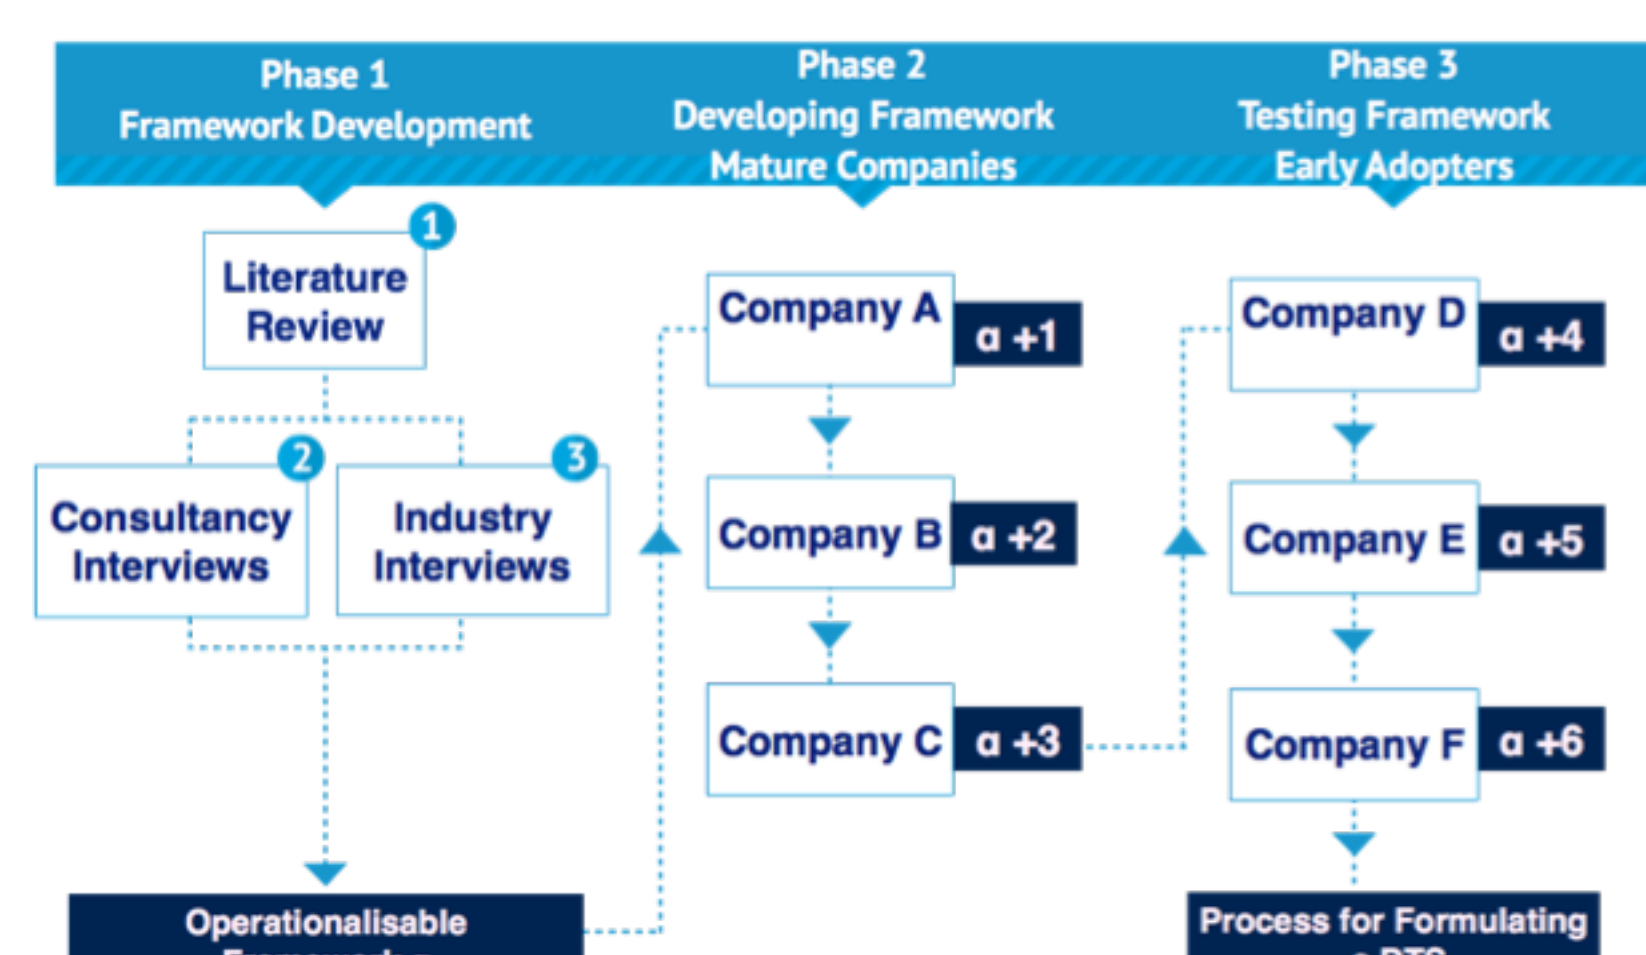 Phase 1
Framework Development
Phase 2
Developing Framework
Mature Companies
Phase 3
Testing Framework
Early Adopters
1
Literature
Review
2
Consultancy
Interviews
3
Industry
Interviews
Operationalisable
Company A
α +1
Company B
α +2
Company C
α +3
Company D
α +4
Company E
α +5
Company F
α +6
Process for Formulating